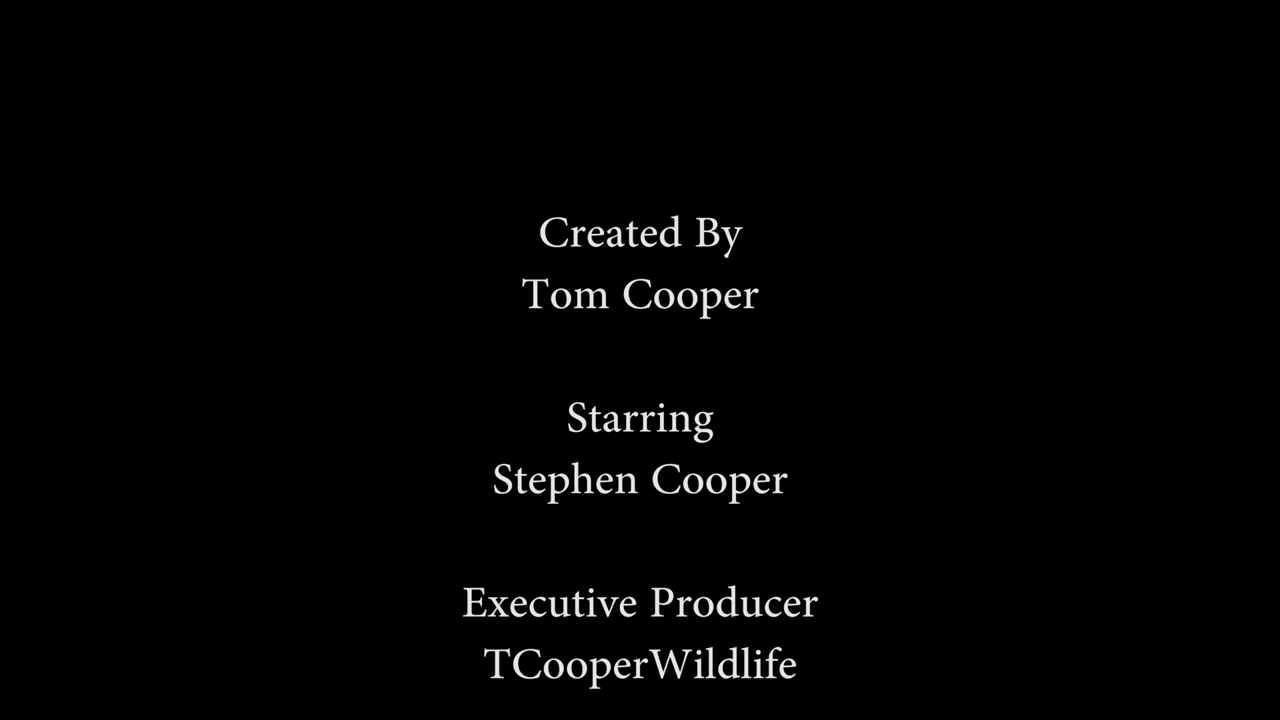 Created By
Tom Cooper
Starring
Stephen Cooper
Executive Producer
TCooperWildlife